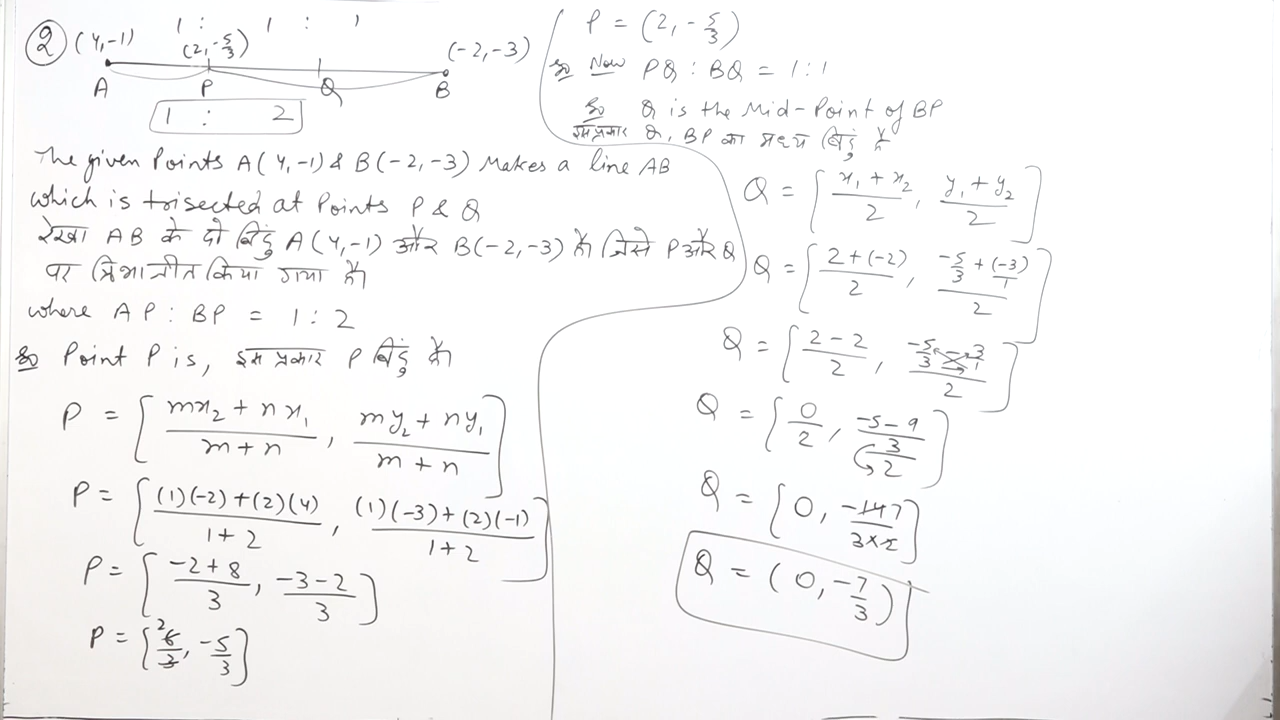 ② (4,-1) 1 : 1 : 1
(2,-5/3) (-2,-3)
A P Q B
1 : 2
The given Points A(4,-1) & B(-2,-3) Makes a line AB
which is trisected at Points P & Q
रेखा AB के दो बिंदु A(4,-1) और B(-2,-3) है। जिसे P और Q
पर त्रिभाजीत किया गया है।
where AP : BP = 1 : 2
So Point P is, इस प्रकार P बिंदु है।
P = [(mx₂ + nx₁)/(m+n), (my₂ + ny₁)/(m+n)]
P = [((1)(-2)+(2)(4))/(1+2), ((1)(-3)+(2)(-1))/(1+2)]
P = [(-2+8)/3, (-3-2)/3]
P = [6/3 2, -5/3]
P = (2, -5/3)
So Now PQ : BQ = 1:1
So Q is the Mid-Point of BP
इस प्रकार Q, BP का मध्य बिंदु है
Q = [(x₁ + x₂)/2, (y₁ + y₂)/2]
Q = [(2+(-2))/2, (-5/3 + (-3)/1)/2]
Q = [(2-2)/2, (-5/3 - 3/1)/2]
Q = [0/2, ((-5-9)/3)/2]
Q = [0, -14 7/(3×2)]
Q = (0, -7/3)